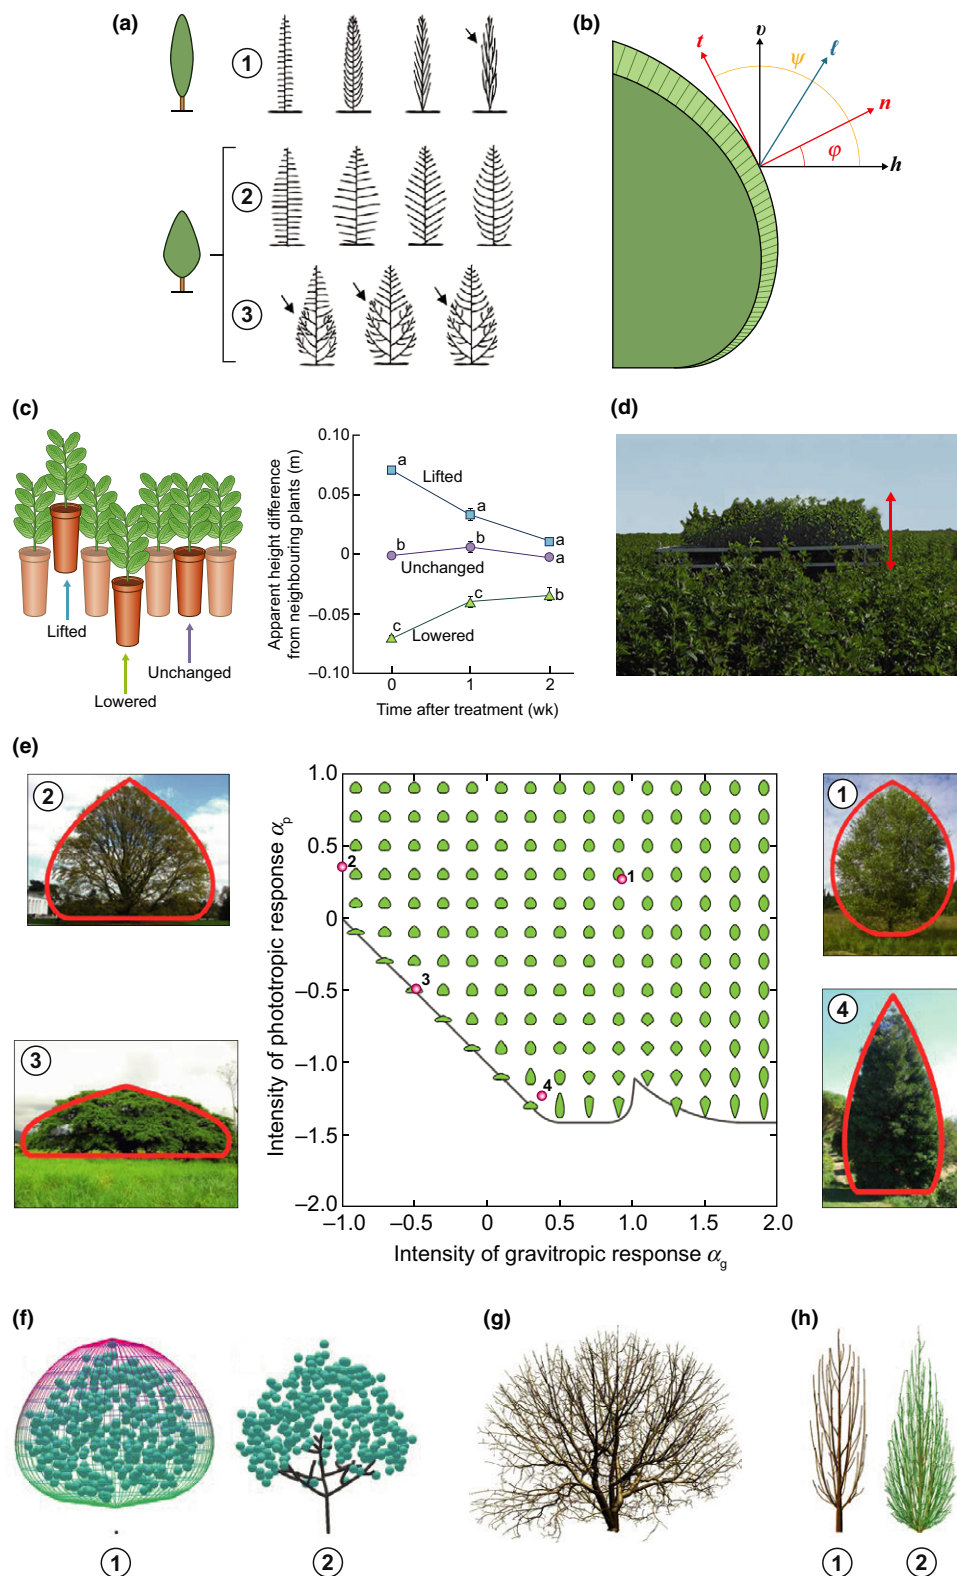 (a)
1
2
3
(b)
t
υ
ψ
ℓ
n
φ
h
(c)
Lifted
Lowered
Unchanged
Apparent height difference
from neighbouring plants (m)
0.10
0.05
0
−0.05
−0.10
a
Lifted
a
a
b
b
Unchanged
a
c
c
b
Lowered
0 1 2
Time after treatment (wk)
(d)
(e)
2
3
Intensity of phototropic response αp
1.0
0.5
0
−0.5
−1.0
−1.5
−2.0
2
1
3
4
−1.0 −0.5 0 0.5 1.0 1.5 2.0
Intensity of gravitropic response αg
1
4
(f)
1
2
(g)
(h)
1
2